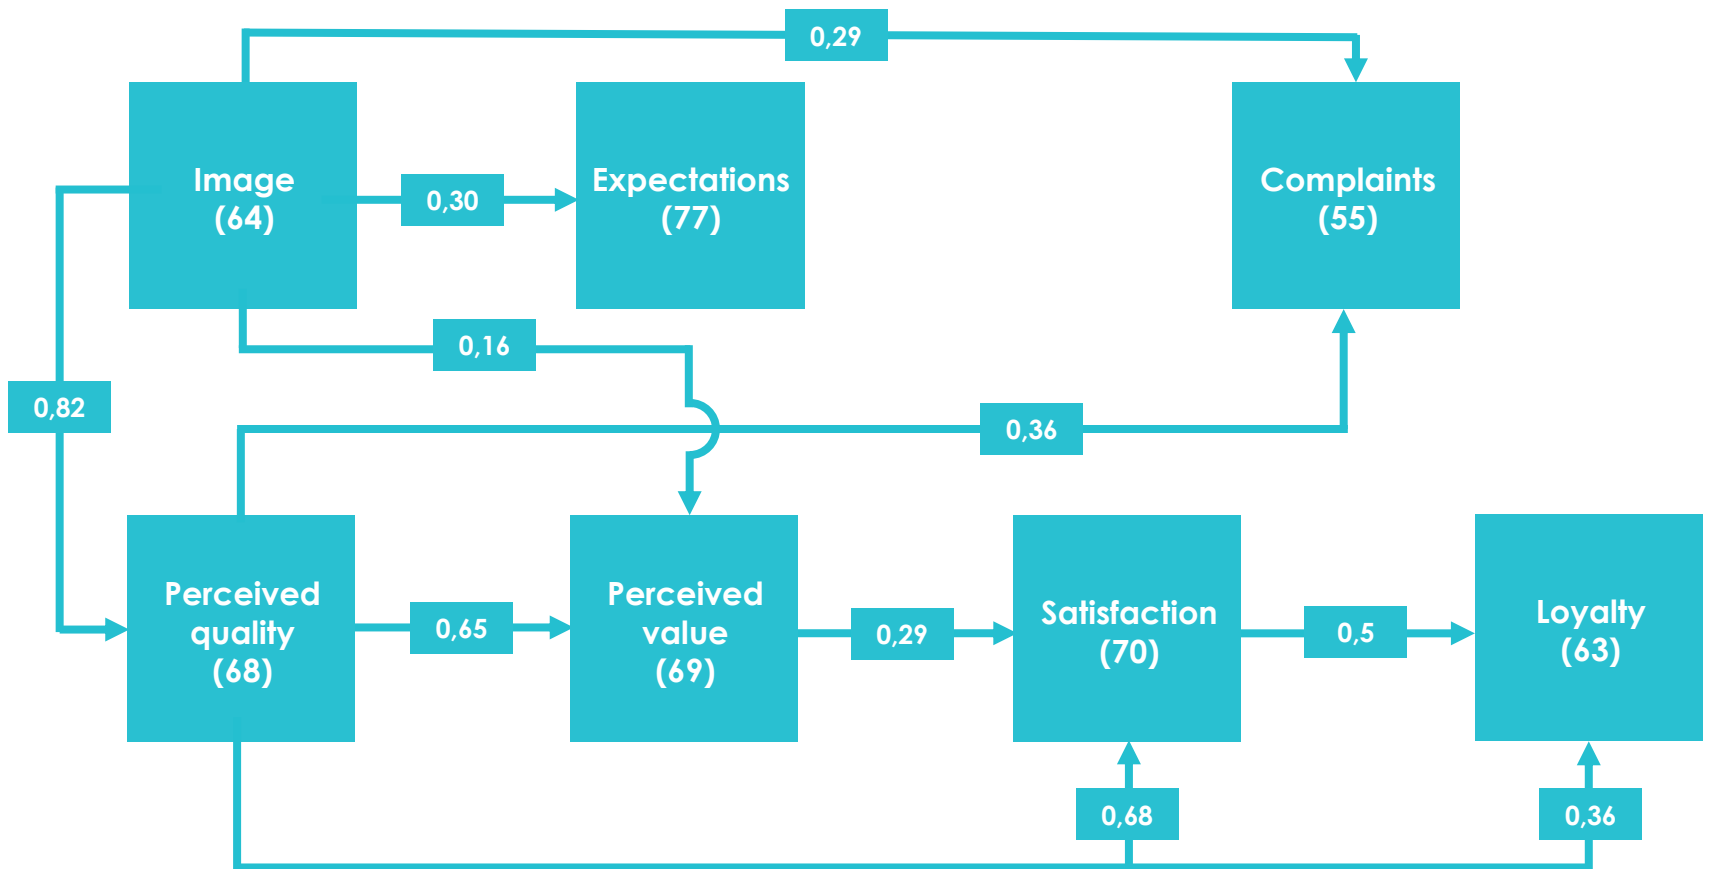 0,29
Image
(64)
0,30
Expectations
(77)
Complaints
(55)
0,16
0,82
0,36
Perceived
quality
(68)
0,65
Perceived
value
(69)
0,29
Satisfaction
(70)
0,5
Loyalty
(63)
0,68
0,36